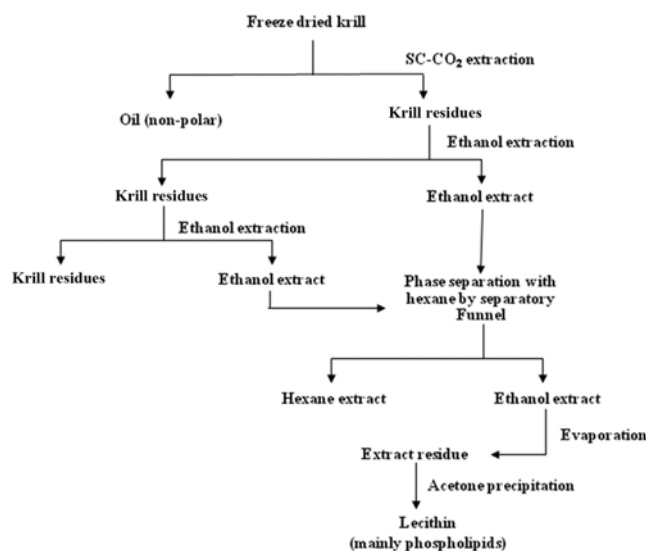 Freeze dried krill
SC-CO₂ extraction
Oil (non-polar)
Krill residues
Ethanol extraction
Krill residues
Ethanol extract
Ethanol extraction
Krill residues
Ethanol extract
Phase separation with
hexane by separatory
Funnel
Hexane extract
Ethanol extract
Evaporation
Extract residue
Acetone precipitation
Lecithin
(mainly phospholipids)